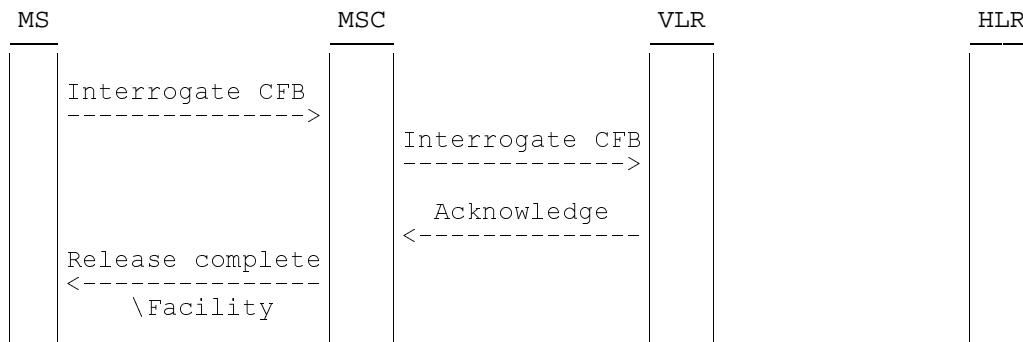 MS MSC VLR HLR
Interrogate CFB
--------------->
Interrogate CFB
-------------->
Acknowledge
<--------------
Release complete
<---------------
\Facility